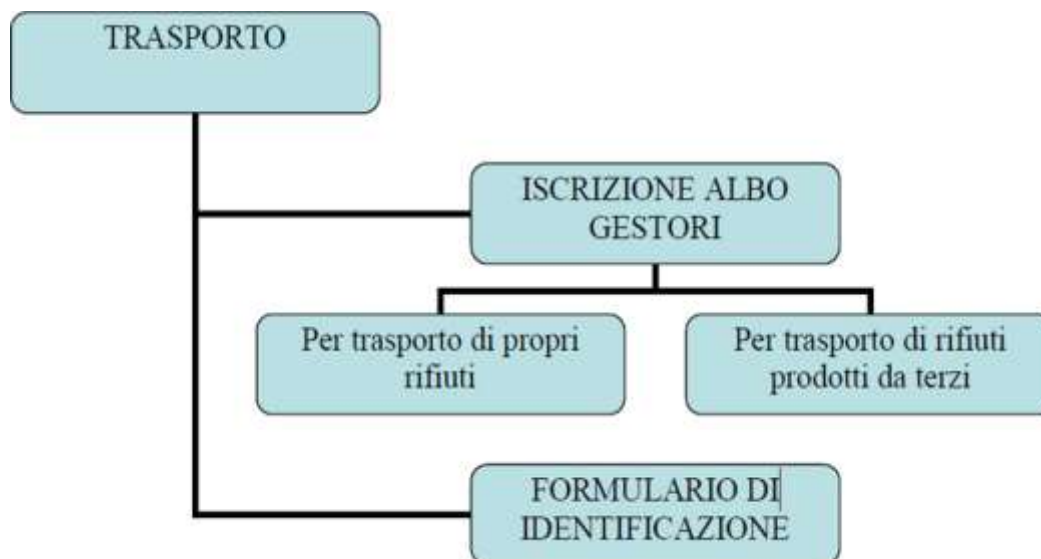 TRASPORTO
ISCRIZIONE ALBO
GESTORI
Per trasporto di propri
rifiuti
Per trasporto di rifiuti
prodotti da terzi
FORMULARIO DI
IDENTIFICAZIONE